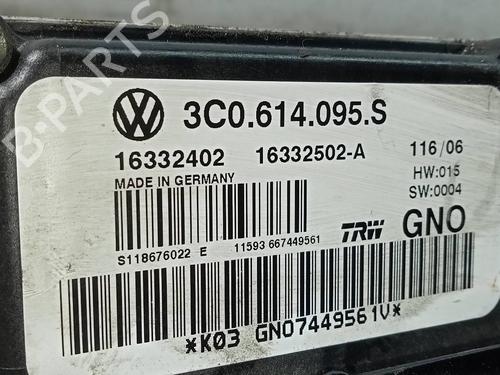 3C0.614.095.S
16332402 16332502-A 116/06
MADE IN GERMANY HW:015
SW:0004
S118676022 E 11593 667449561 TRW GNO
*K03 GNO7449561V*
B-PARTS